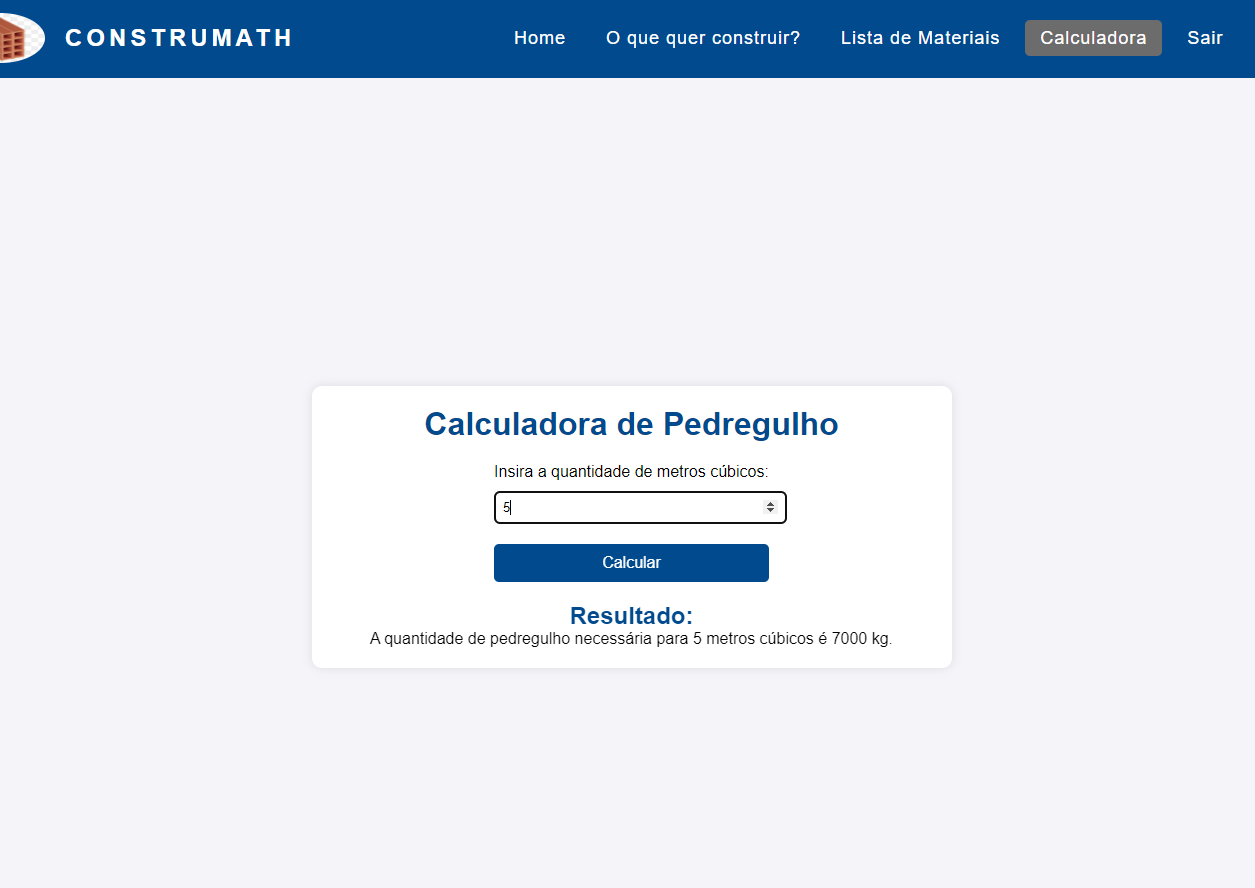 CONSTRUMATH
Home
O que quer construir?
Lista de Materiais
Calculadora
Sair
Calculadora de Pedregulho
Insira a quantidade de metros cúbicos:
5
Calcular
Resultado:
A quantidade de pedregulho necessária para 5 metros cúbicos é 7000 kg.